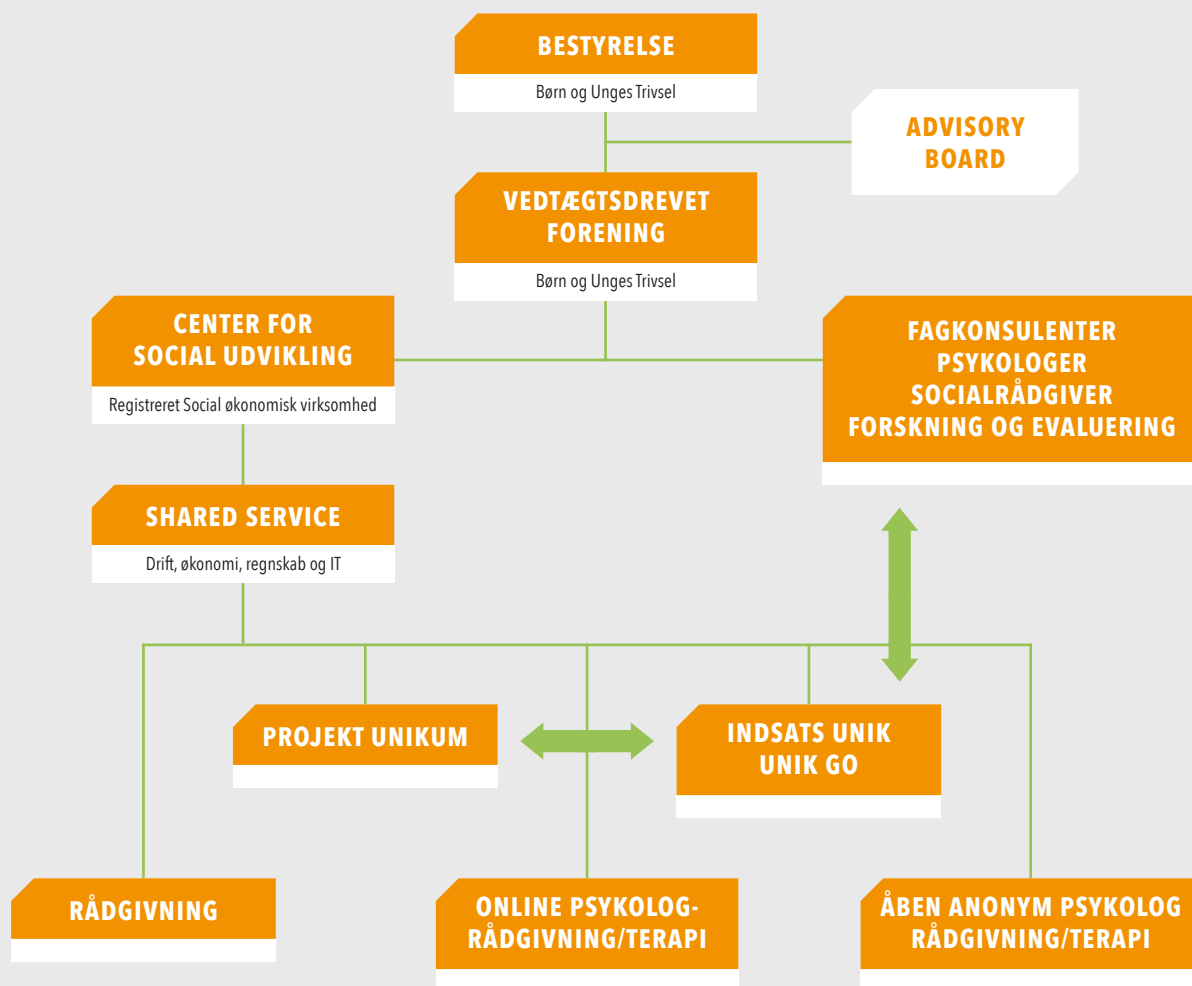 BESTYRELSE
Børn og Unges Trivsel
ADVISORY
BOARD
VEDTÆGTSDREVET
FORENING
Børn og Unges Trivsel
CENTER FOR
SOCIAL UDVIKLING
Registreret Social økonomisk virksomhed
FAGKONSULENTER
PSYKOLOGER
SOCIALRÅDGIVER
FORSKNING OG EVALUERING
SHARED SERVICE
Drift, økonomi, regnskab og IT
PROJEKT UNIKUM
INDSATS UNIK
UNIK GO
RÅDGIVNING
ONLINE PSYKOLOG-
RÅDGIVNING/TERAPI
ÅBEN ANONYM PSYKOLOG
RÅDGIVNING/TERAPI